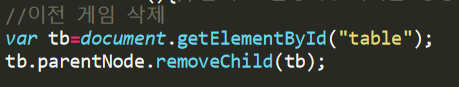 //이전 게임 삭제
var tb=document.getElementById("table");
tb.parentNode.removeChild(tb);